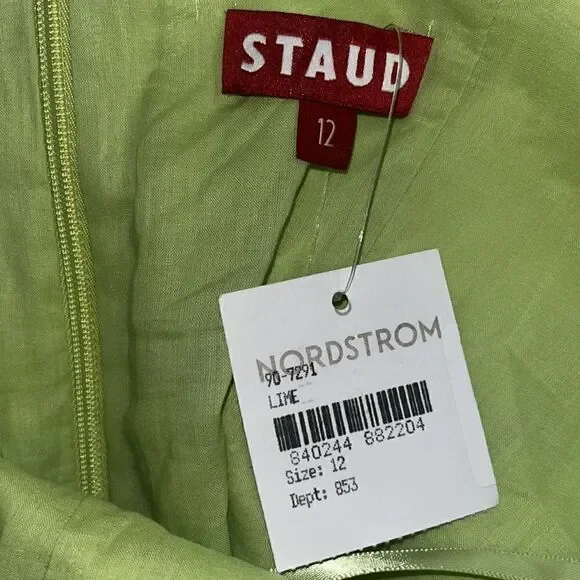 STAUD
12
NORDSTROM
90-7291
LIME
840244 882204
Size: 12
Dept: 853